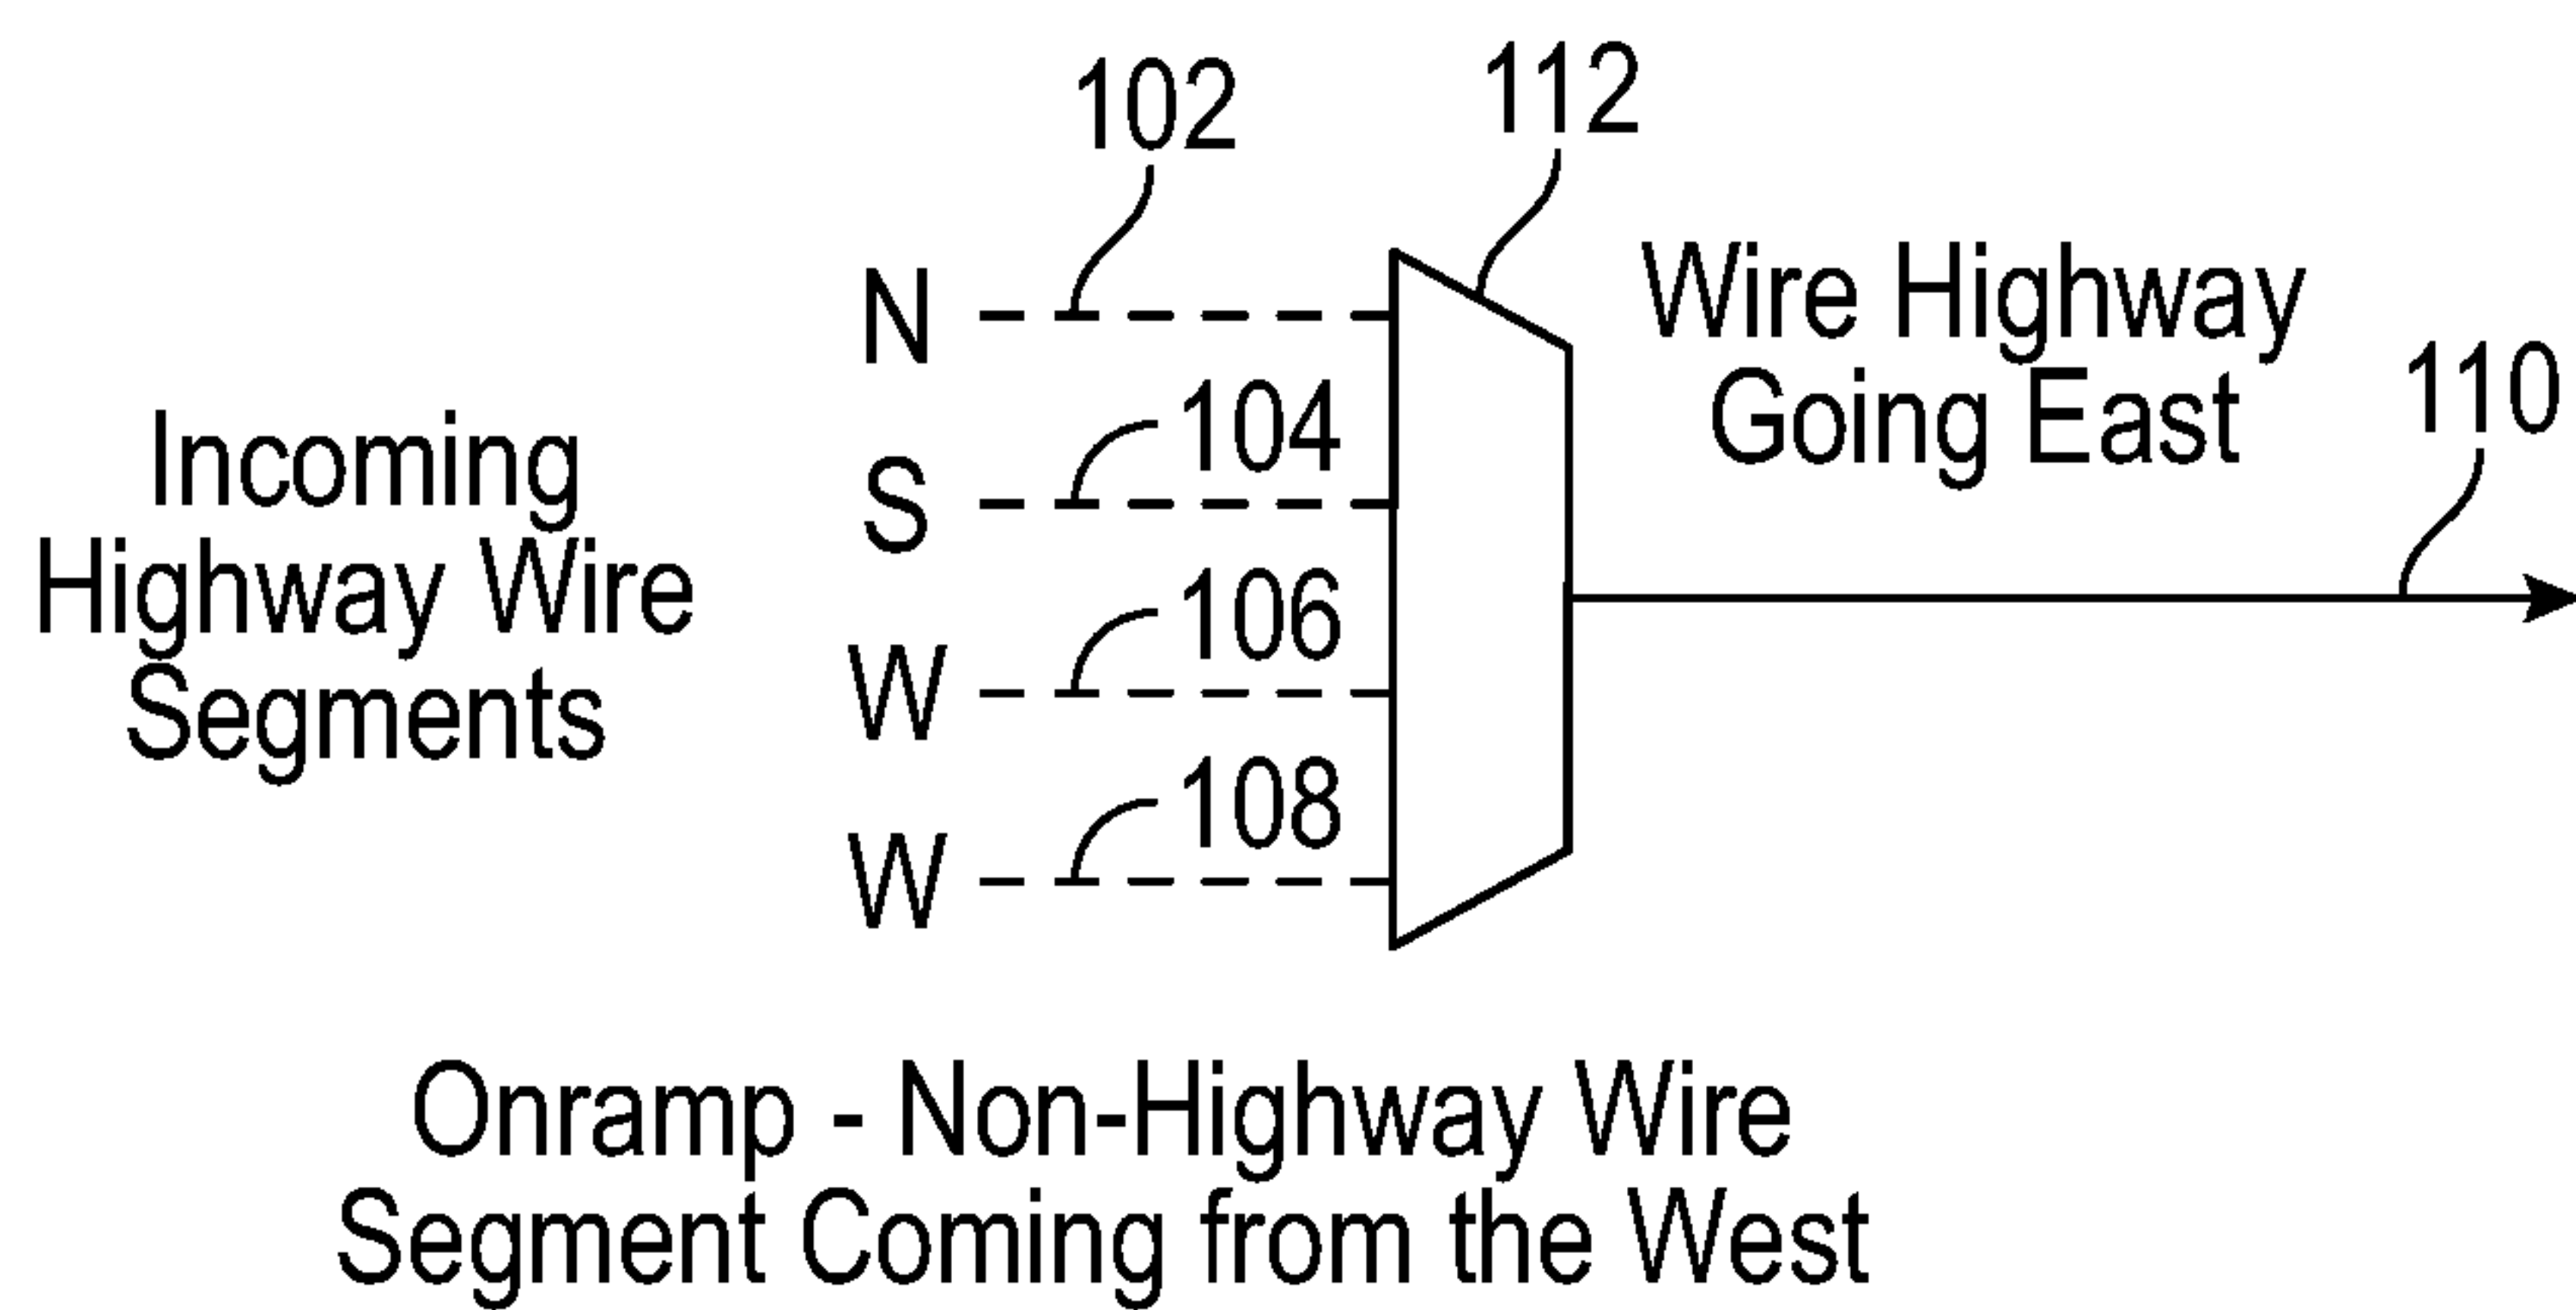 102
112
N
Wire Highway
Going East
110
Incoming
Highway Wire
Segments
104
S
106
W
108
W
Onramp - Non-Highway Wire
Segment Coming from the West